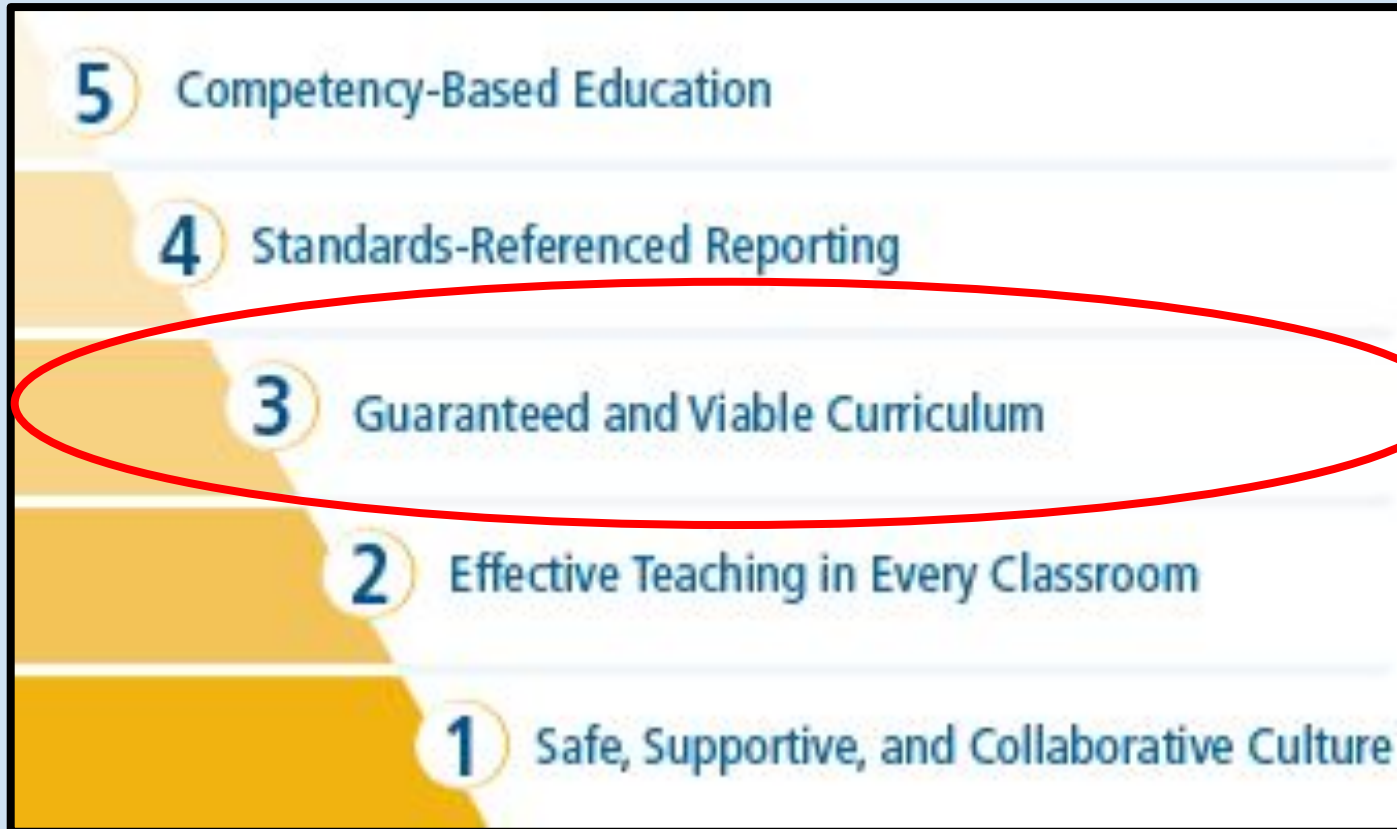 5 Competency-Based Education
4 Standards-Referenced Reporting
3 Guaranteed and Viable Curriculum
2 Effective Teaching in Every Classroom
1 Safe, Supportive, and Collaborative Culture